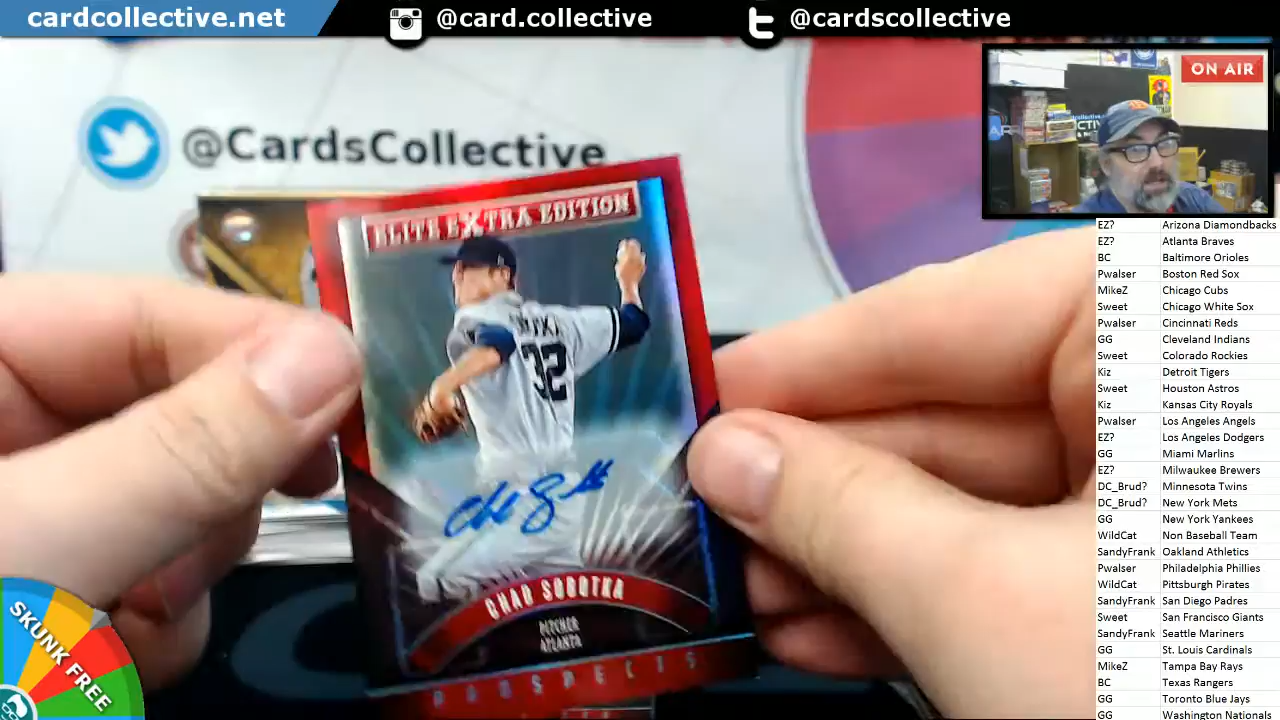 cardcollective.net
@card.collective
@cardscollective
ON AIR
@CardsCollective
ELITE EXTRA EDITION
32
CHAD SOBOTKA
PITCHER
ATLANTA
PROSPECTS
SKUNK FREE
EZ? Arizona Diamondbacks
EZ? Atlanta Braves
BC Baltimore Orioles
Pwalser Boston Red Sox
MikeZ Chicago Cubs
Sweet Chicago White Sox
Pwalser Cincinnati Reds
GG Cleveland Indians
Sweet Colorado Rockies
Kiz Detroit Tigers
Sweet Houston Astros
Kiz Kansas City Royals
Pwalser Los Angeles Angels
EZ? Los Angeles Dodgers
GG Miami Marlins
EZ? Milwaukee Brewers
DC_Brud? Minnesota Twins
DC_Brud? New York Mets
GG New York Yankees
WildCat Non Baseball Team
SandyFrank Oakland Athletics
Pwalser Philadelphia Phillies
WildCat Pittsburgh Pirates
SandyFrank San Diego Padres
Sweet San Francisco Giants
SandyFrank Seattle Mariners
GG St. Louis Cardinals
MikeZ Tampa Bay Rays
BC Texas Rangers
GG Toronto Blue Jays
GG Washington Nationals